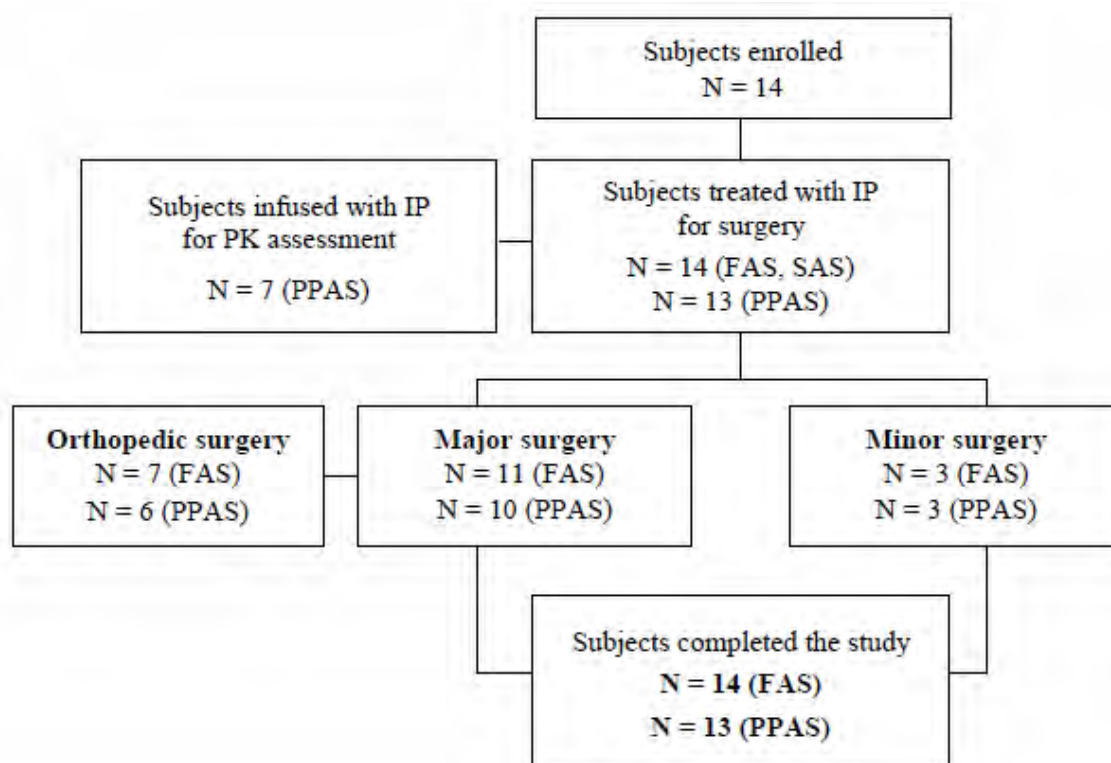 Subjects enrolled
N = 14
Subjects infused with IP
for PK assessment
N = 7 (PPAS)
Subjects treated with IP
for surgery
N = 14 (FAS, SAS)
N = 13 (PPAS)
Orthopedic surgery
N = 7 (FAS)
N = 6 (PPAS)
Major surgery
N = 11 (FAS)
N = 10 (PPAS)
Minor surgery
N = 3 (FAS)
N = 3 (PPAS)
Subjects completed the study
N = 14 (FAS)
N = 13 (PPAS)